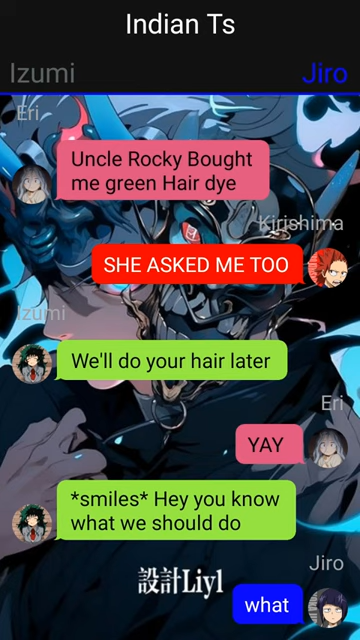 Indian Ts
Izumi Jiro
Eri
Uncle Rocky Bought
me green Hair dye
Kirishima
SHE ASKED ME TOO
Izumi
We'll do your hair later
Eri
YAY
*smiles* Hey you know
what we should do
設計Liyl
Jiro
what